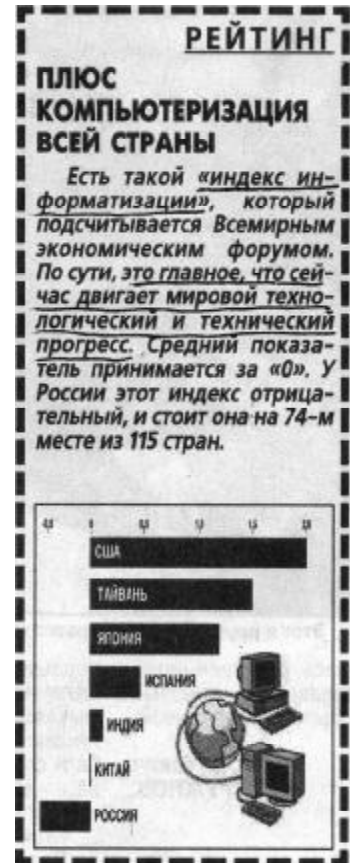 РЕЙТИНГ
ПЛЮС
КОМПЬЮТЕРИЗАЦИЯ
ВСЕЙ СТРАНЫ
Есть такой «индекс ин-
форматизации», который
подсчитывается Всемирным
экономическим форумом.
По сути, это главное, что сей-
час двигает мировой техно-
логический и технический
прогресс. Средний показа-
тель принимается за «0». У
России этот индекс отрица-
тельный, и стоит она на 74-м
месте из 115 стран.
0
США
ТАЙВАНЬ
ЯПОНИЯ
ИСПАНИЯ
ИНДИЯ
КИТАЙ
РОССИЯ